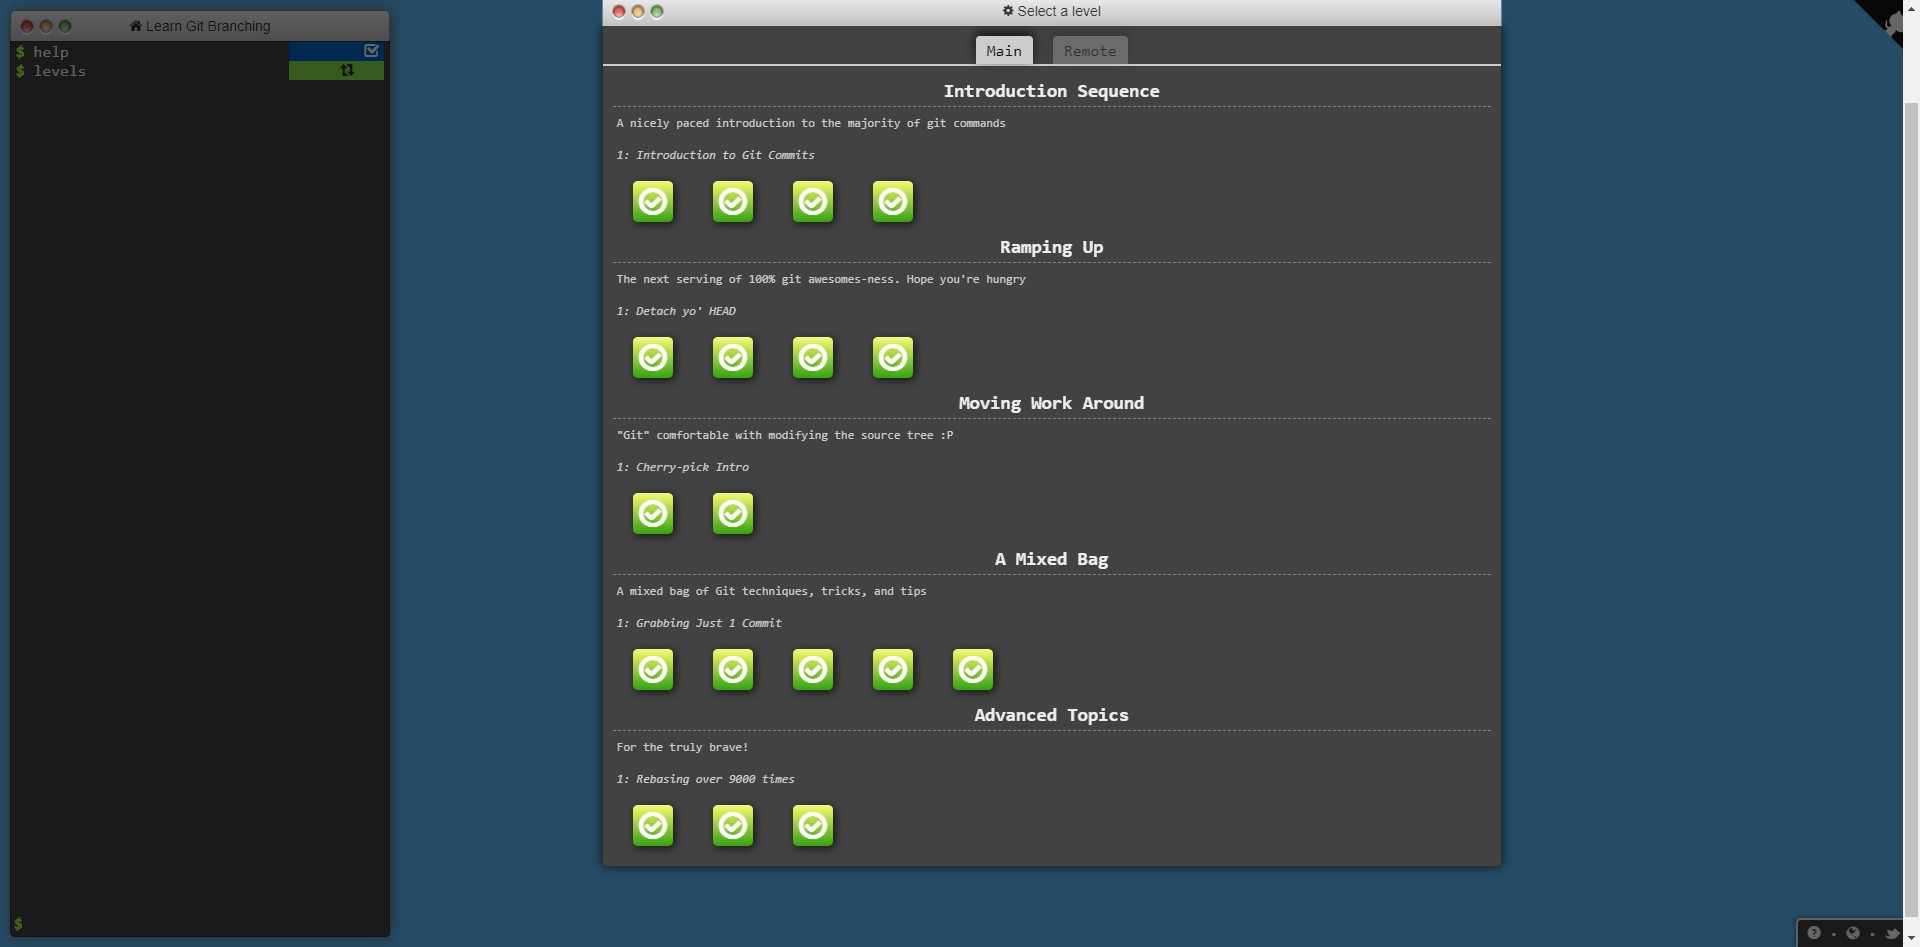 Learn Git Branching
$ help
$ levels
$
Select a level
Main
Remote
Introduction Sequence
A nicely paced introduction to the majority of git commands
1: Introduction to Git Commits
Ramping Up
The next serving of 100% git awesomes-ness. Hope you're hungry
1: Detach yo' HEAD
Moving Work Around
"Git" comfortable with modifying the source tree :P
1: Cherry-pick Intro
A Mixed Bag
A mixed bag of Git techniques, tricks, and tips
1: Grabbing Just 1 Commit
Advanced Topics
For the truly brave!
1: Rebasing over 9000 times